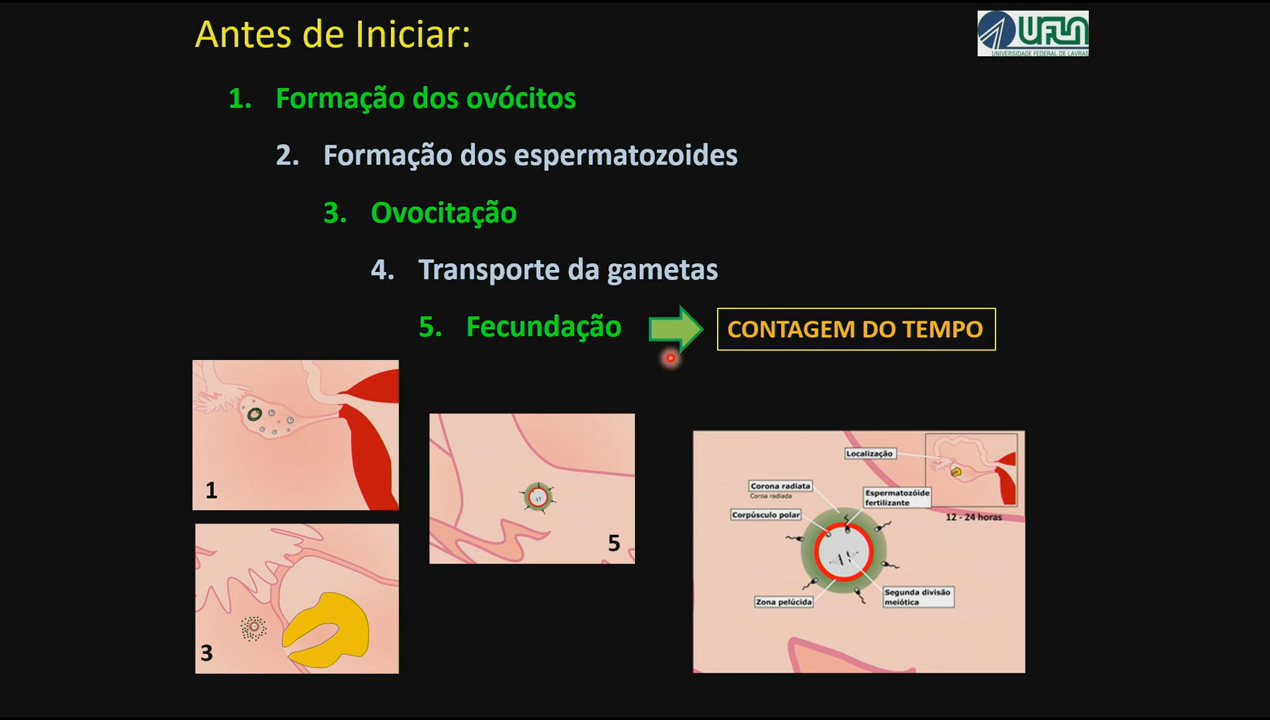 Antes de Iniciar:
UFLA
UNIVERSIDADE FEDERAL DE LAVRAS
1. Formação dos ovócitos
2. Formação dos espermatozoides
3. Ovocitação
4. Transporte da gametas
5. Fecundação
CONTAGEM DO TEMPO
1
3
5
Localização
Corona radiata
Coroa radiada
Espermatozóide
fertilizante
Corpúsculo polar
12 - 24 horas
Zona pelúcida
Segunda divisão
meiótica